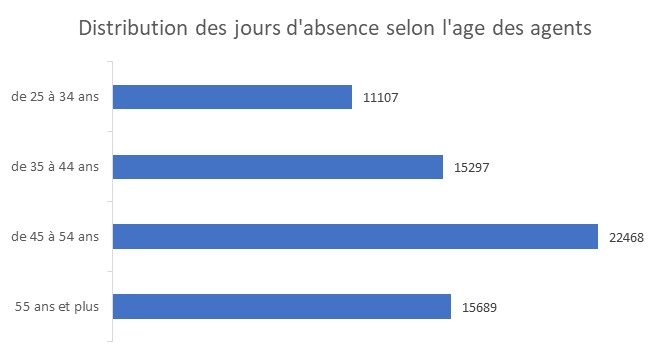 Distribution des jours d'absence selon l'age des agents
de 25 à 34 ans 11107
de 35 à 44 ans 15297
de 45 à 54 ans 22468
55 ans et plus 15689